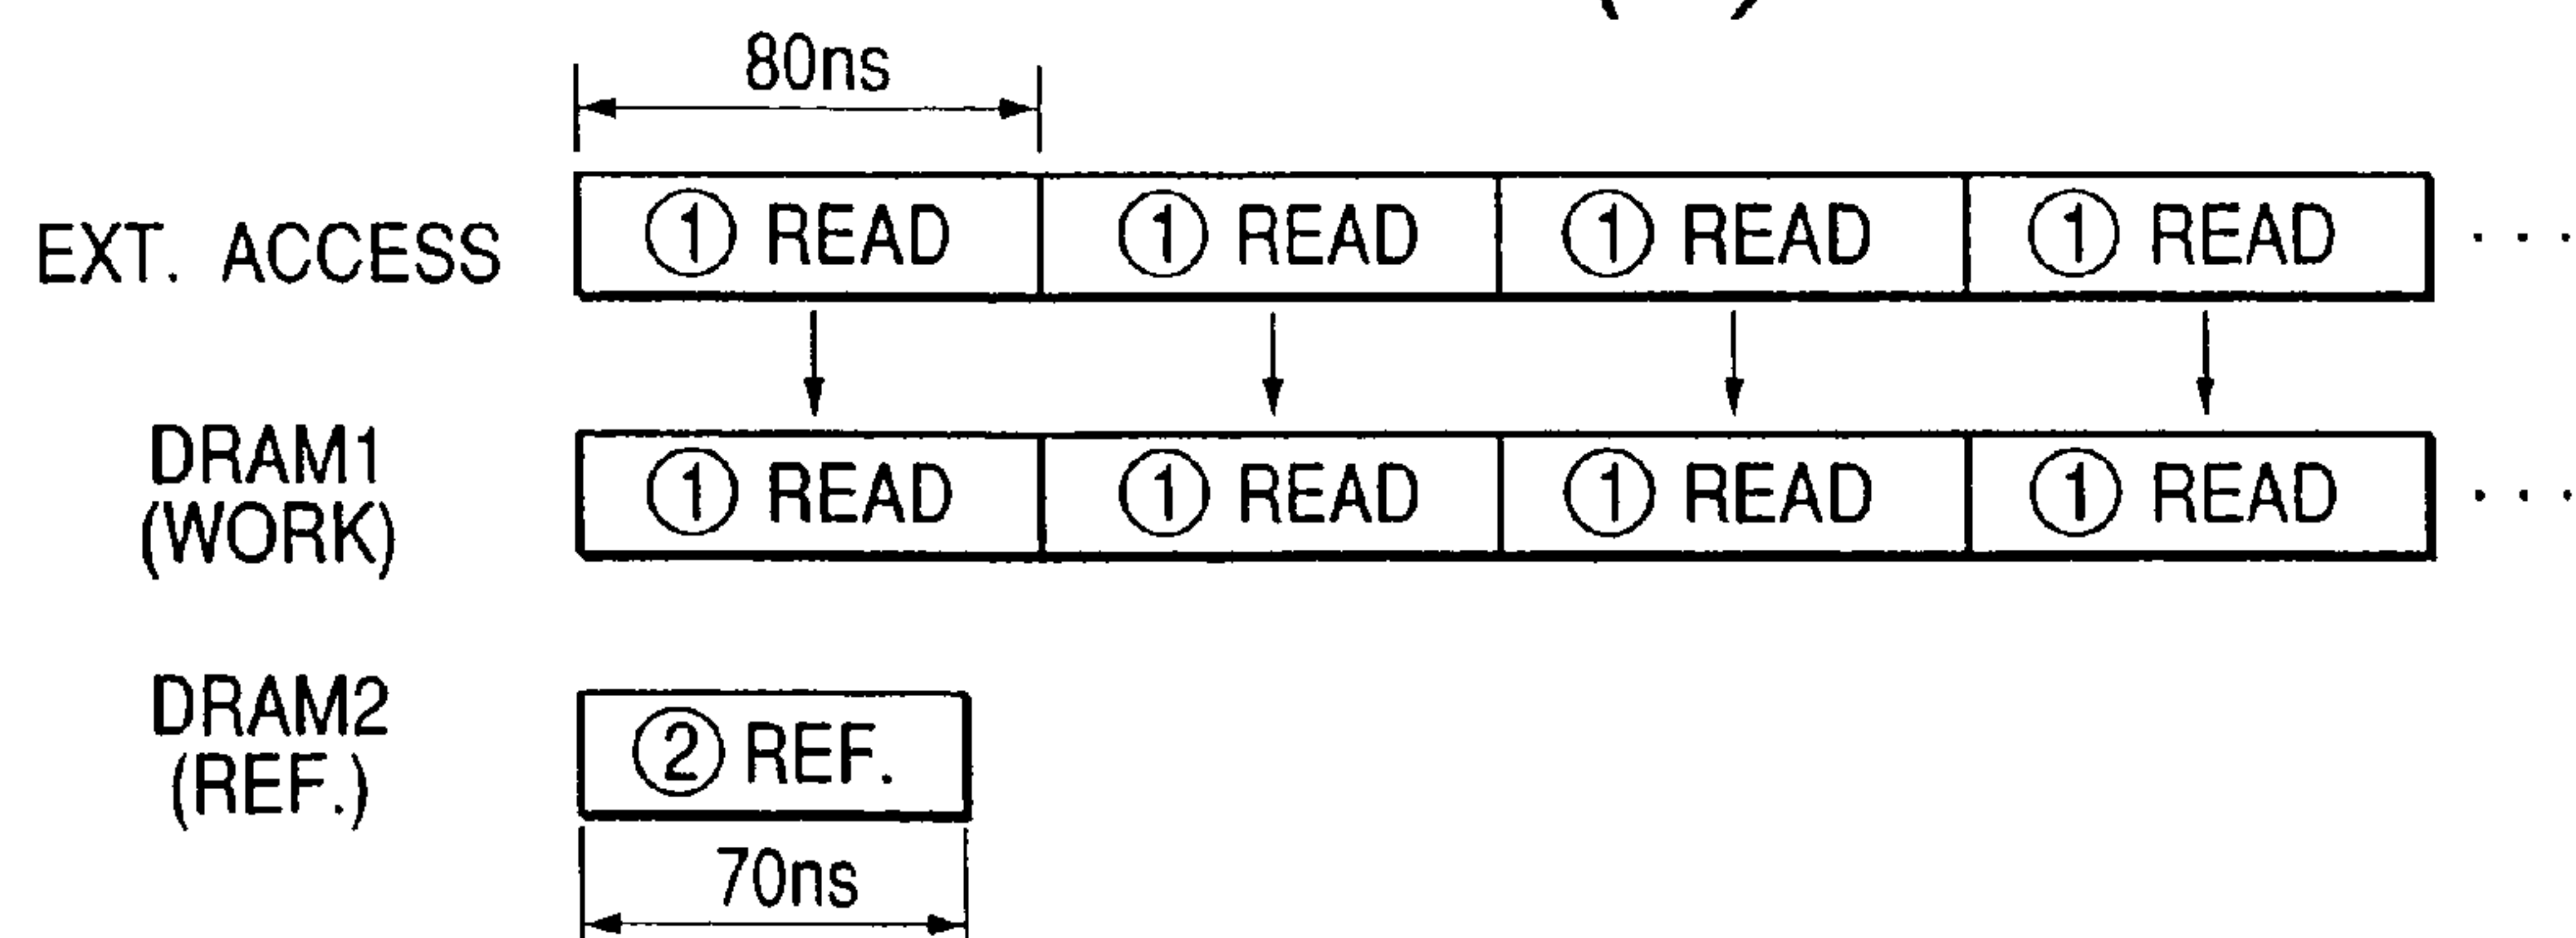 80ns
EXT. ACCESS ① READ ① READ ① READ ① READ ...
DRAM1
(WORK)
① READ ① READ ① READ ① READ ...
DRAM2
(REF.)
② REF.
70ns